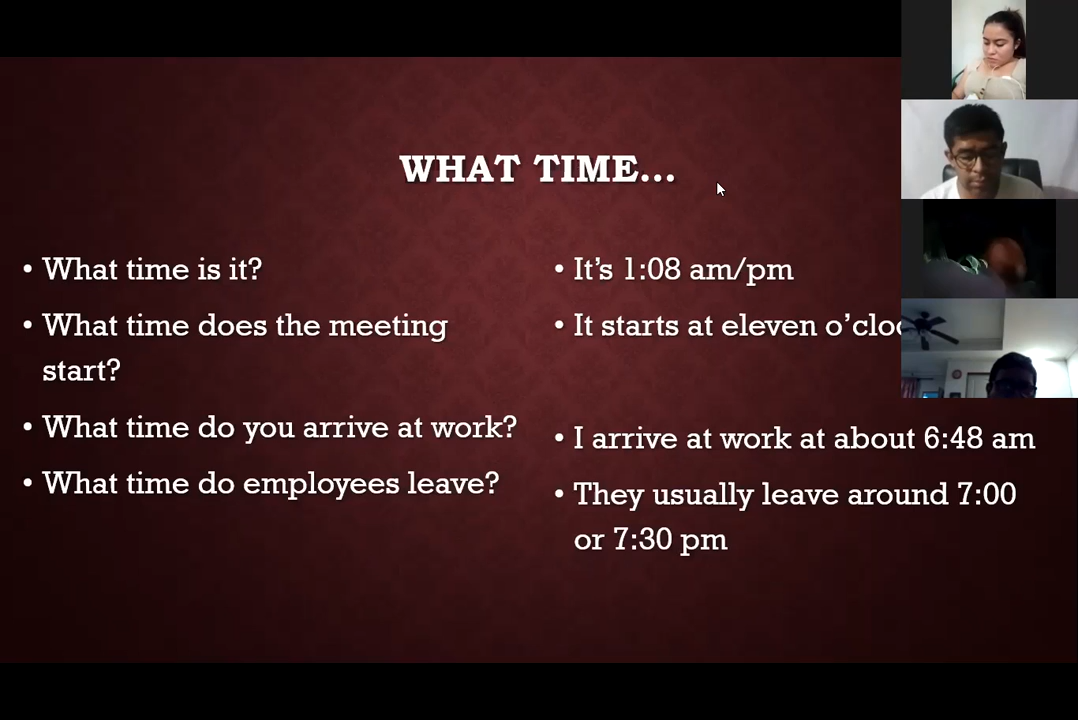 WHAT TIME...
• What time is it?
• What time does the meeting
start?
• What time do you arrive at work?
• What time do employees leave?
• It’s 1:08 am/pm
• It starts at eleven
• I arrive at work at about 6:48 am
• They usually leave around 7:00
or 7:30 pm